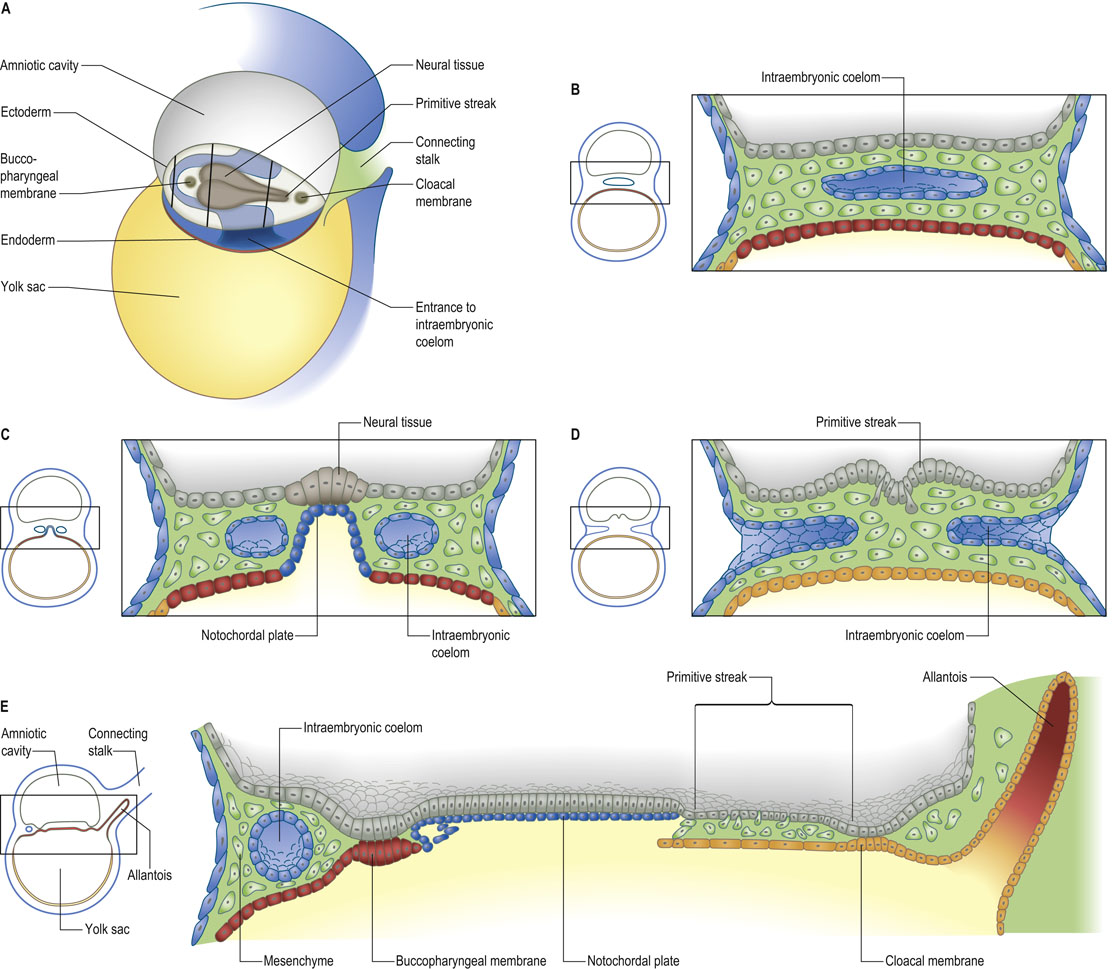 A
Amniotic cavity
Ectoderm
Bucco-
pharyngeal
membrane
Endoderm
Yolk sac
Neural tissue
Primitive streak
Connecting
stalk
Cloacal
membrane
Entrance to
intraembryonic
coelom
B
Intraembryonic coelom
C
Neural tissue
Notochordal plate
Intraembryonic
coelom
D
Primitive streak
Intraembryonic coelom
E
Amniotic
cavity
Connecting
stalk
Allantois
Yolk sac
Intraembryonic coelom
Primitive streak
Allantois
Mesenchyme
Buccopharyngeal membrane
Notochordal plate
Cloacal membrane